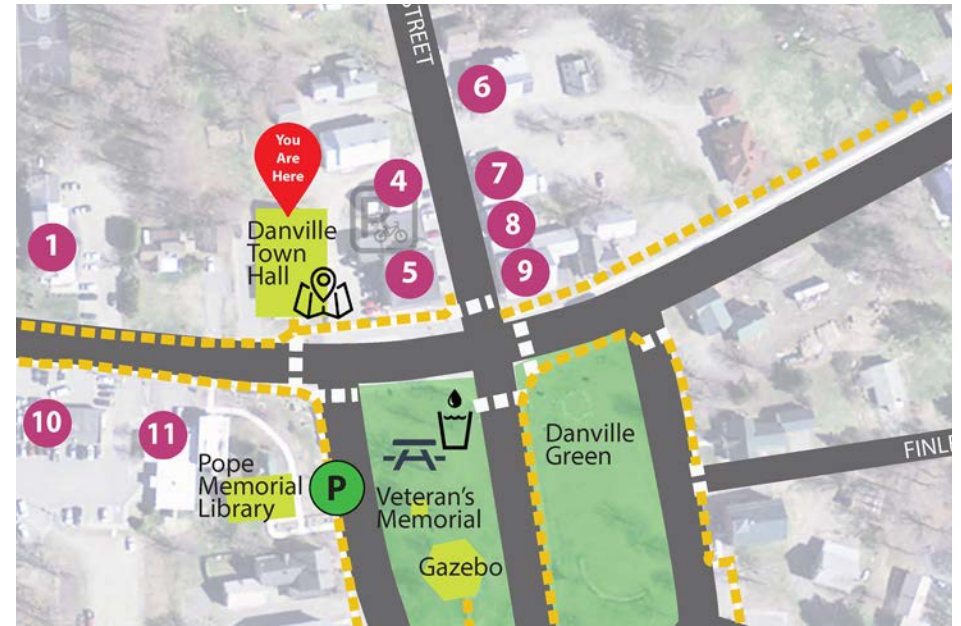 STREET
6
You
Are
Here
4
7
Danville
Town
Hall
8
1
5
9
10
11
Danville
Green
FINL
Pope
Memorial
Library
P
Veteran's
Memorial
Gazebo